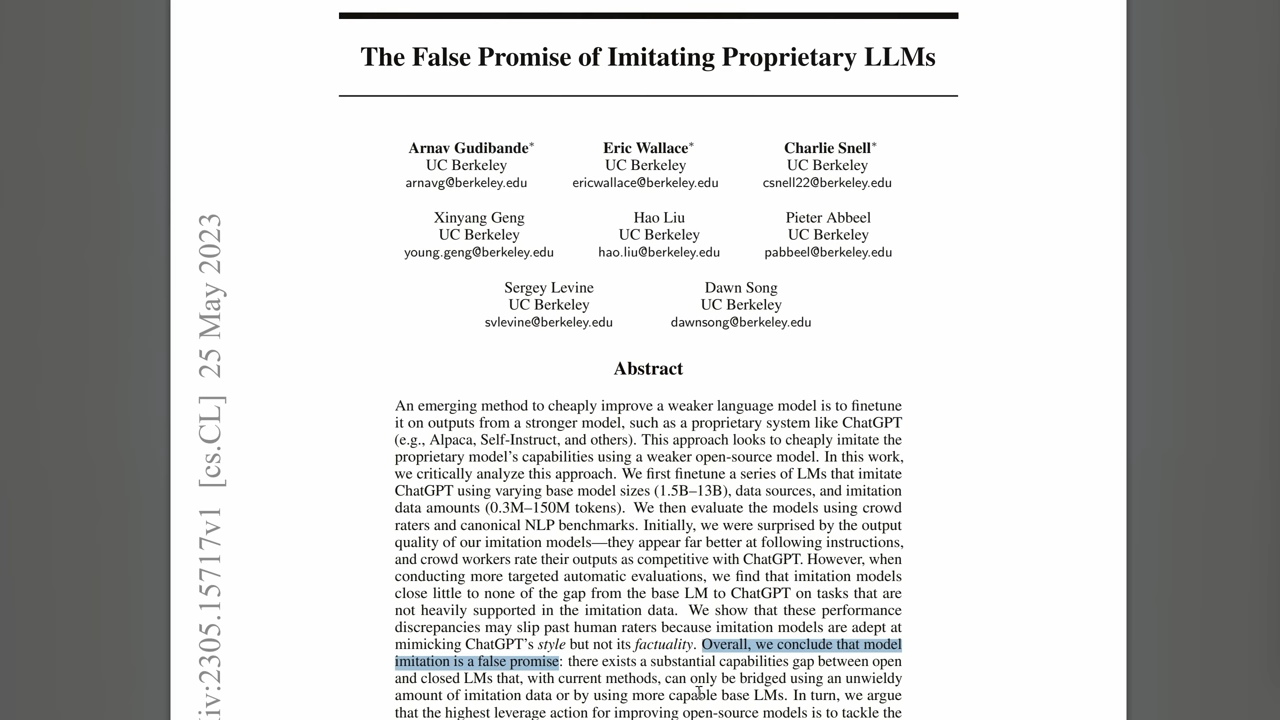 The False Promise of Imitating Proprietary LLMs
Arnav Gudibande* Eric Wallace* Charlie Snell*
UC Berkeley UC Berkeley UC Berkeley
arnavg@berkeley.edu ericwallace@berkeley.edu csnell22@berkeley.edu
Xinyang Geng Hao Liu Pieter Abbeel
UC Berkeley UC Berkeley UC Berkeley
young.geng@berkeley.edu hao.liu@berkeley.edu pabbeel@berkeley.edu
Sergey Levine Dawn Song
UC Berkeley UC Berkeley
svlevine@berkeley.edu dawnsong@berkeley.edu
Abstract
An emerging method to cheaply improve a weaker language model is to finetune
it on outputs from a stronger model, such as a proprietary system like ChatGPT
(e.g., Alpaca, Self-Instruct, and others). This approach looks to cheaply imitate the
proprietary model's capabilities using a weaker open-source model. In this work,
we critically analyze this approach. We first finetune a series of LMs that imitate
ChatGPT using varying base model sizes (1.5B–13B), data sources, and imitation
data amounts (0.3M–150M tokens). We then evaluate the models using crowd
raters and canonical NLP benchmarks. Initially, we were surprised by the output
quality of our imitation models—they appear far better at following instructions,
and crowd workers rate their outputs as competitive with ChatGPT. However, when
conducting more targeted automatic evaluations, we find that imitation models
close little to none of the gap from the base LM to ChatGPT on tasks that are
not heavily supported in the imitation data. We show that these performance
discrepancies may slip past human raters because imitation models are adept at
mimicking ChatGPT's style but not its factuality. Overall, we conclude that model
imitation is a false promise: there exists a substantial capabilities gap between open
and closed LMs that, with current methods, can only be bridged using an unwieldy
amount of imitation data or by using more capable base LMs. In turn, we argue
that the highest leverage action for improving open-source models is to tackle the
iv:2305.15717v1 [cs.CL] 25 May 2023